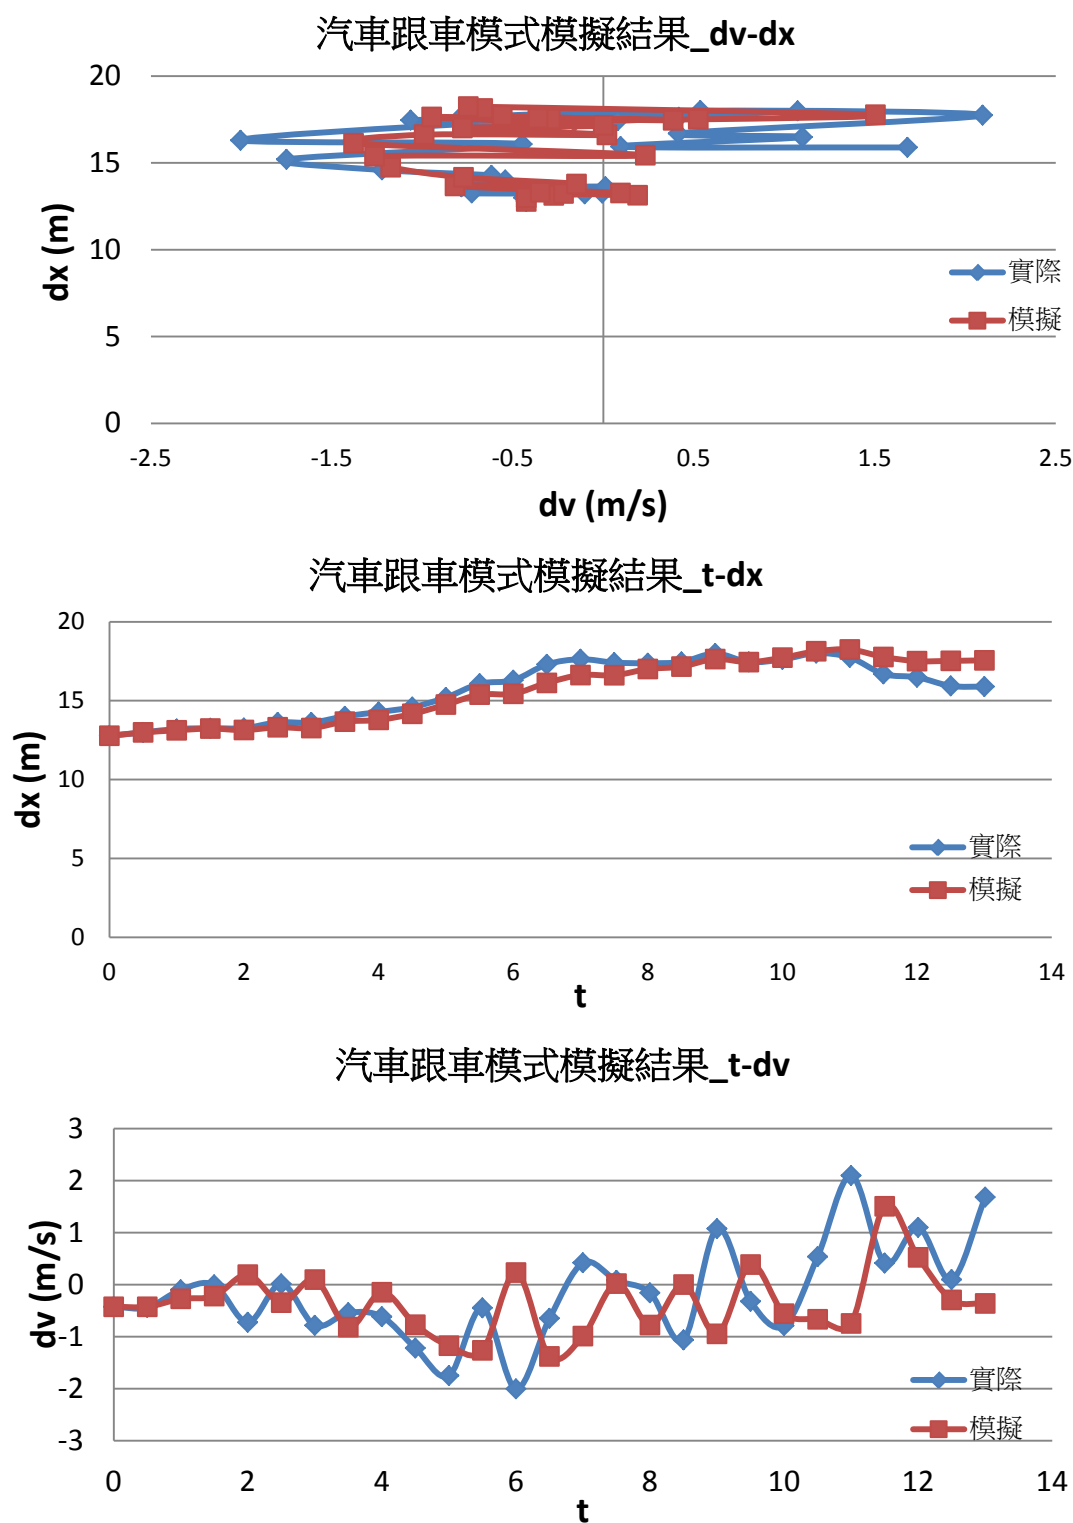 汽車跟車模式模擬結果_dv-dx
20
15
10
5
0
dx (m)
-2.5 -1.5 -0.5 0.5 1.5 2.5
dv (m/s)
實際
模擬
汽車跟車模式模擬結果_t-dx
20
15
10
5
0
dx (m)
0 2 4 6 8 10 12 14
t
實際
模擬
汽車跟車模式模擬結果_t-dv
3
2
1
0
-1
-2
-3
dv (m/s)
0 2 4 6 8 10 12 14
t
實際
模擬